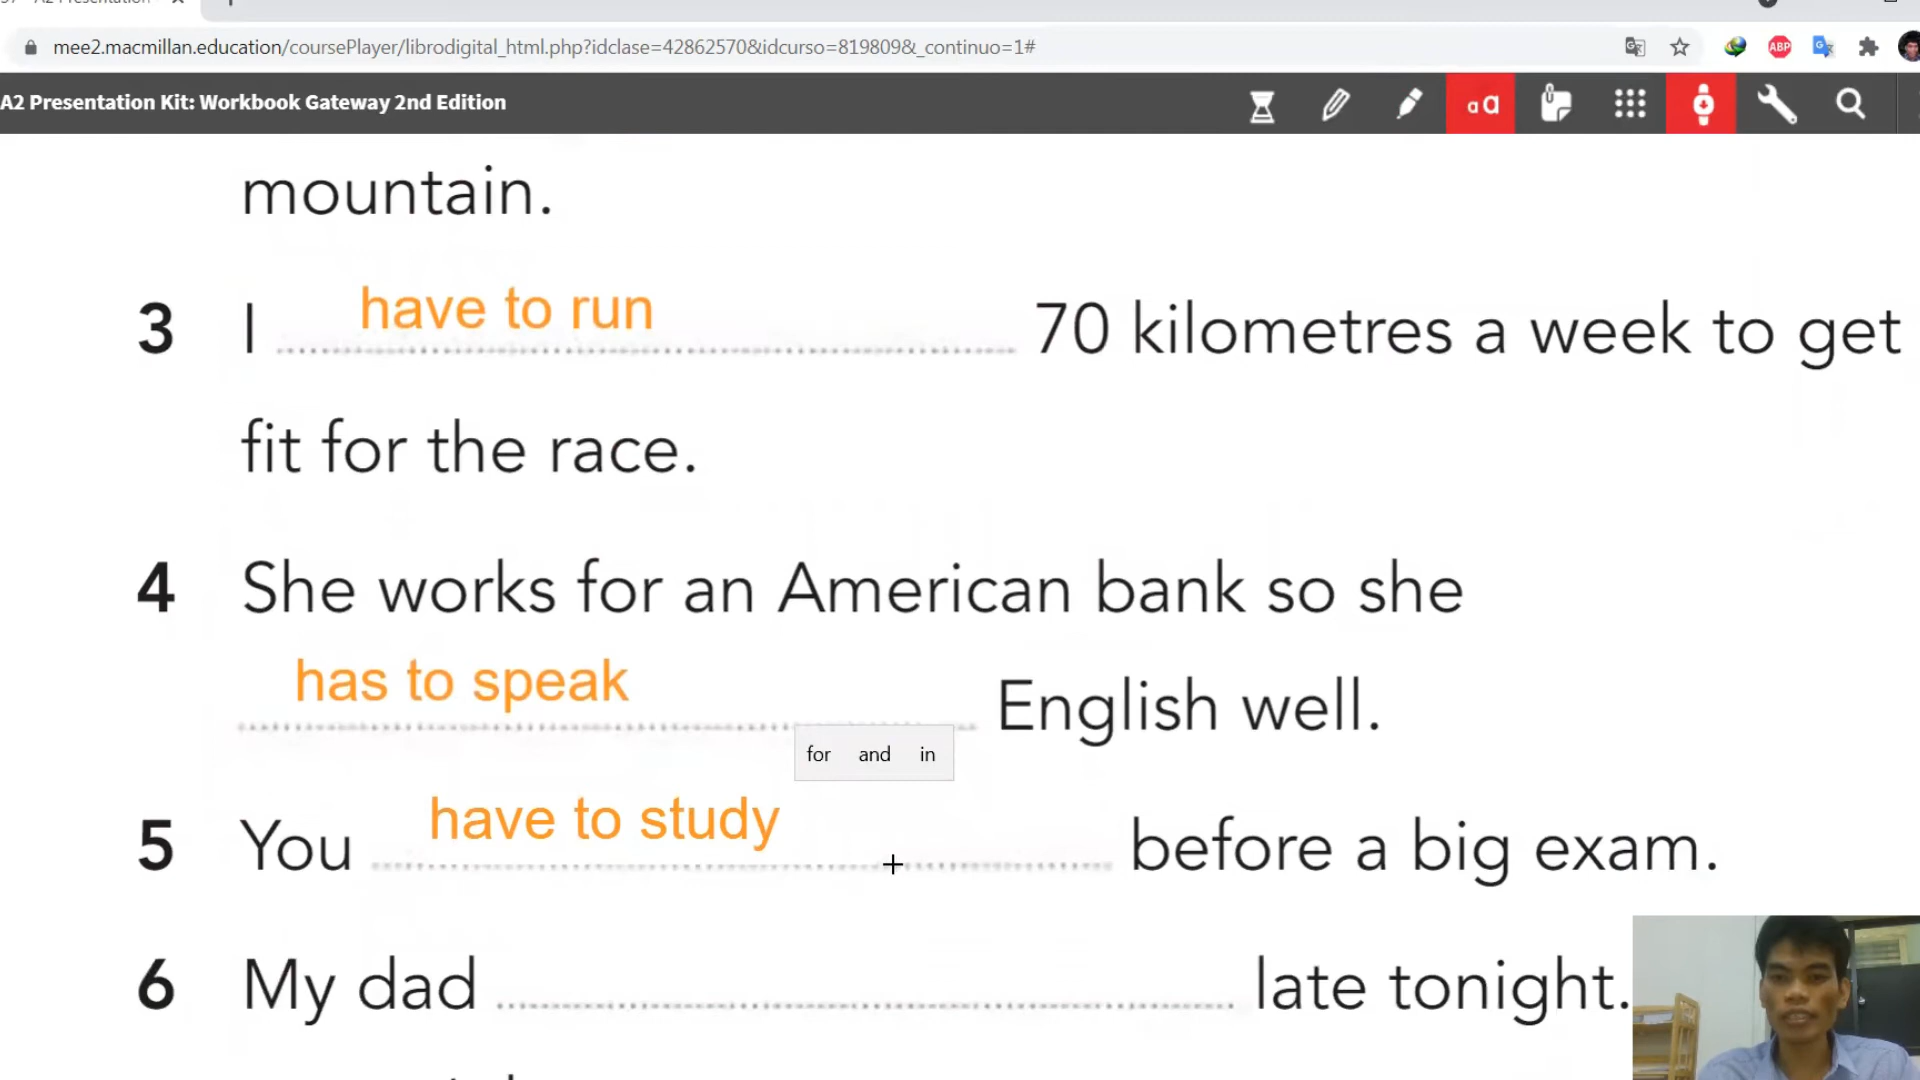 mee2.macmillan.education/coursePlayer/librodigital_html.php?idclase=42862570&idcurso=819809&_continuo=1#
ABP
A2 Presentation Kit: Workbook Gateway 2nd Edition
a a
mountain.
3 I have to run 70 kilometres a week to get
fit for the race.
4 She works for an American bank so she
has to speak English well.
for and in
5 You have to study before a big exam.
6 My dad late tonight.